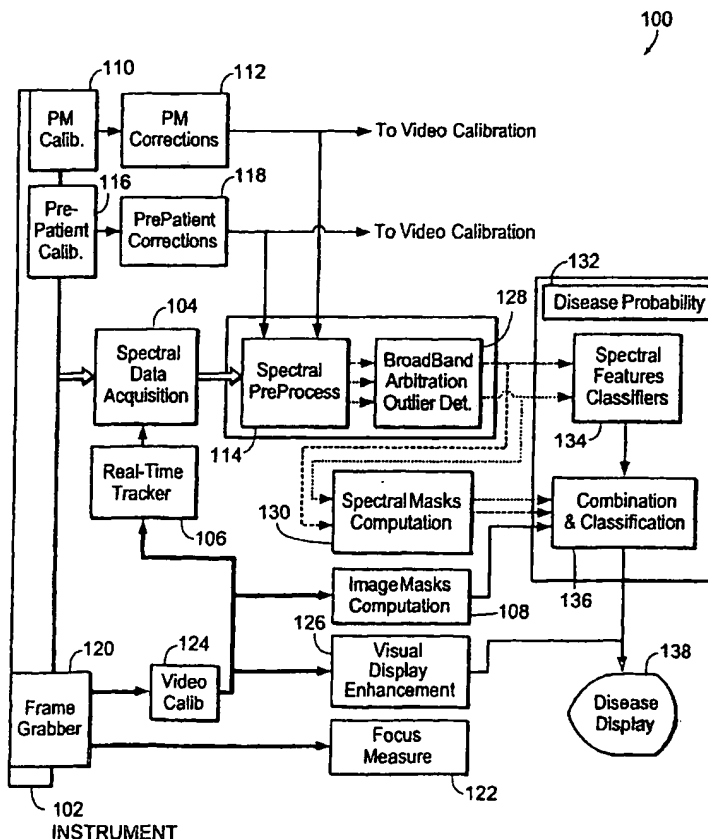 100
110
112
PM
Calib.
PM
Corrections
To Video Calibration
116
118
Pre-
Patient
Calib.
PrePatient
Corrections
To Video Calibration
132
Disease Probability
104
128
Spectral
Data
Acquisition
Spectral
PreProcess
BroadBand
Arbitration
Outlier Det.
Spectral
Features
Classifiers
114
134
Real-Time
Tracker
106
130
Spectral Masks
Computation
Combination
& Classification
136
Image Masks
Computation
108
120
124
126
138
Frame
Grabber
Video
Calib
Visual
Display
Enhancement
Disease
Display
Focus
Measure
122
102
INSTRUMENT